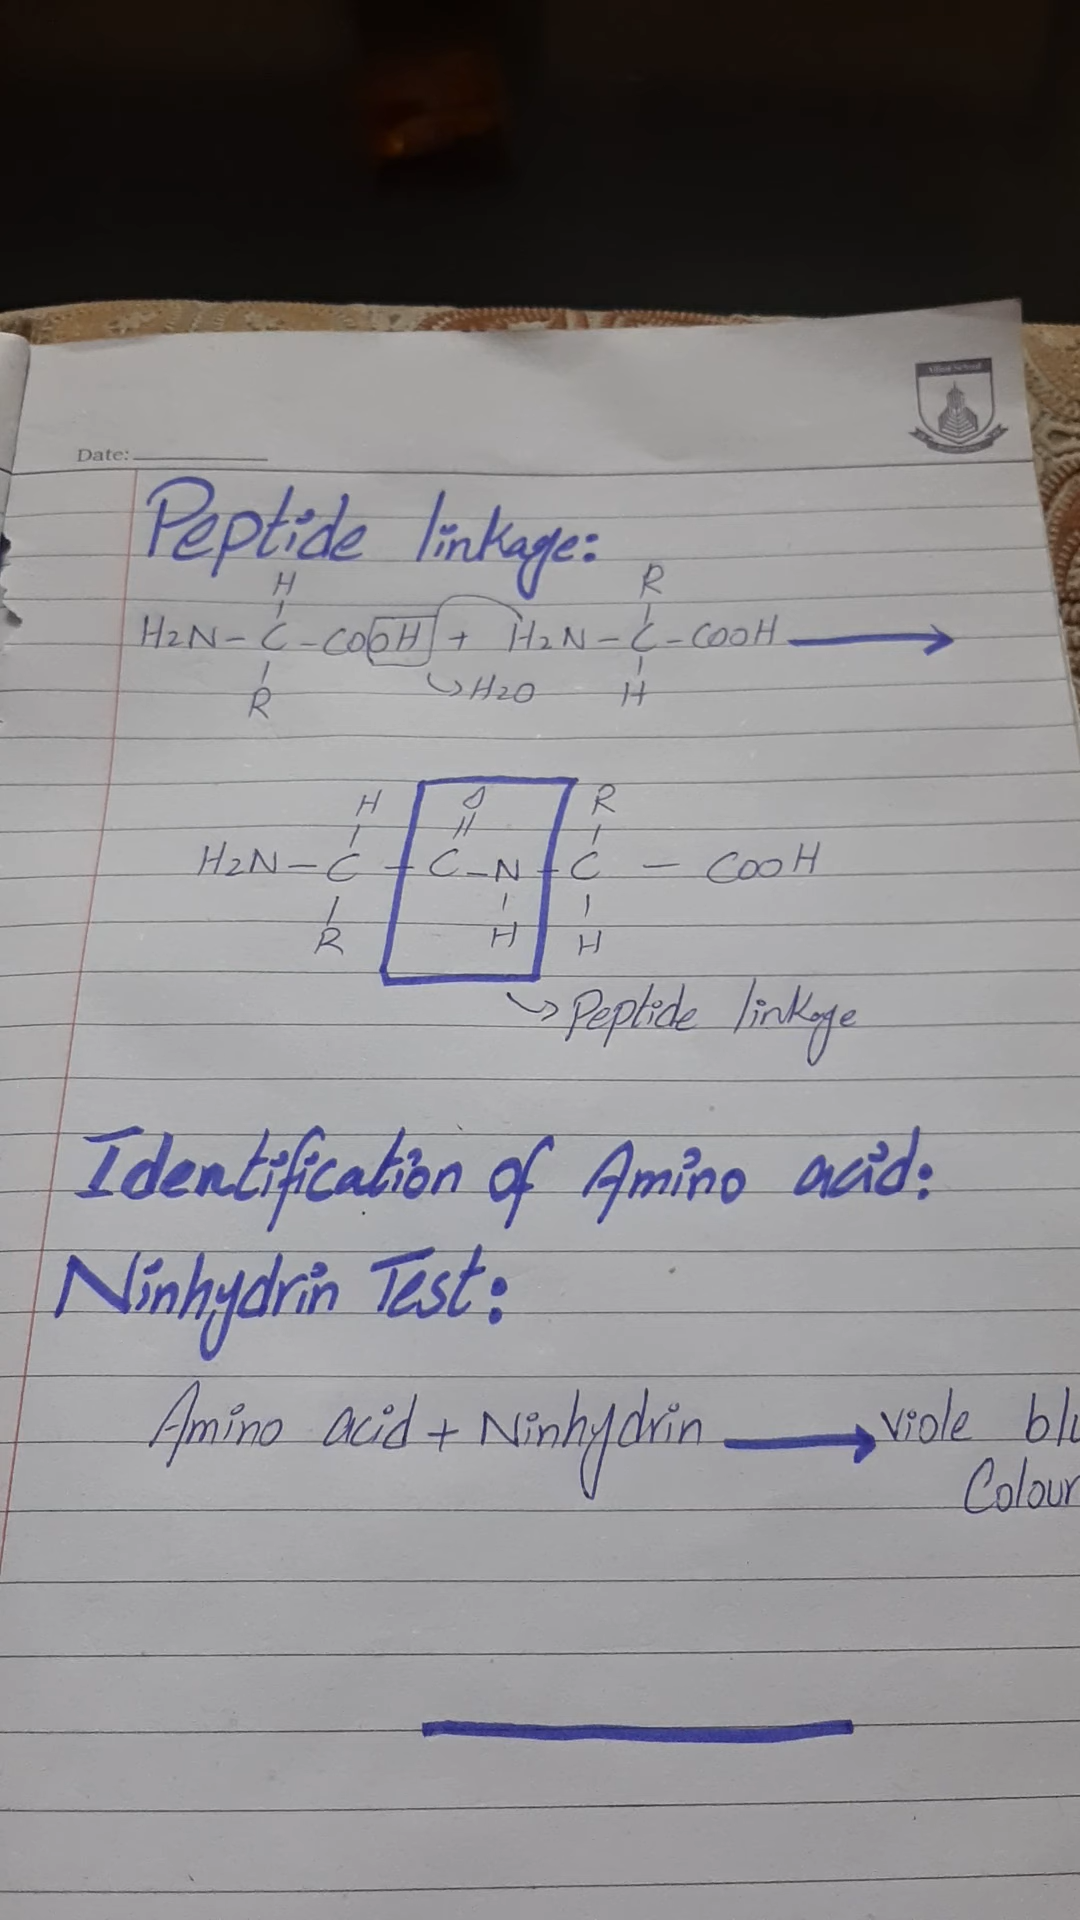 Date:
Peptide linkage:
H R
H2N-C-COOH + H2N-C-COOH
R ↳H2O H
H O R
H2N-C-C-N-C-COOH
R H H
↳Peptide linkage
Identification of Amino acid:
Ninhydrin Test:
Amino acid + Ninhydrin → Viole
Colour